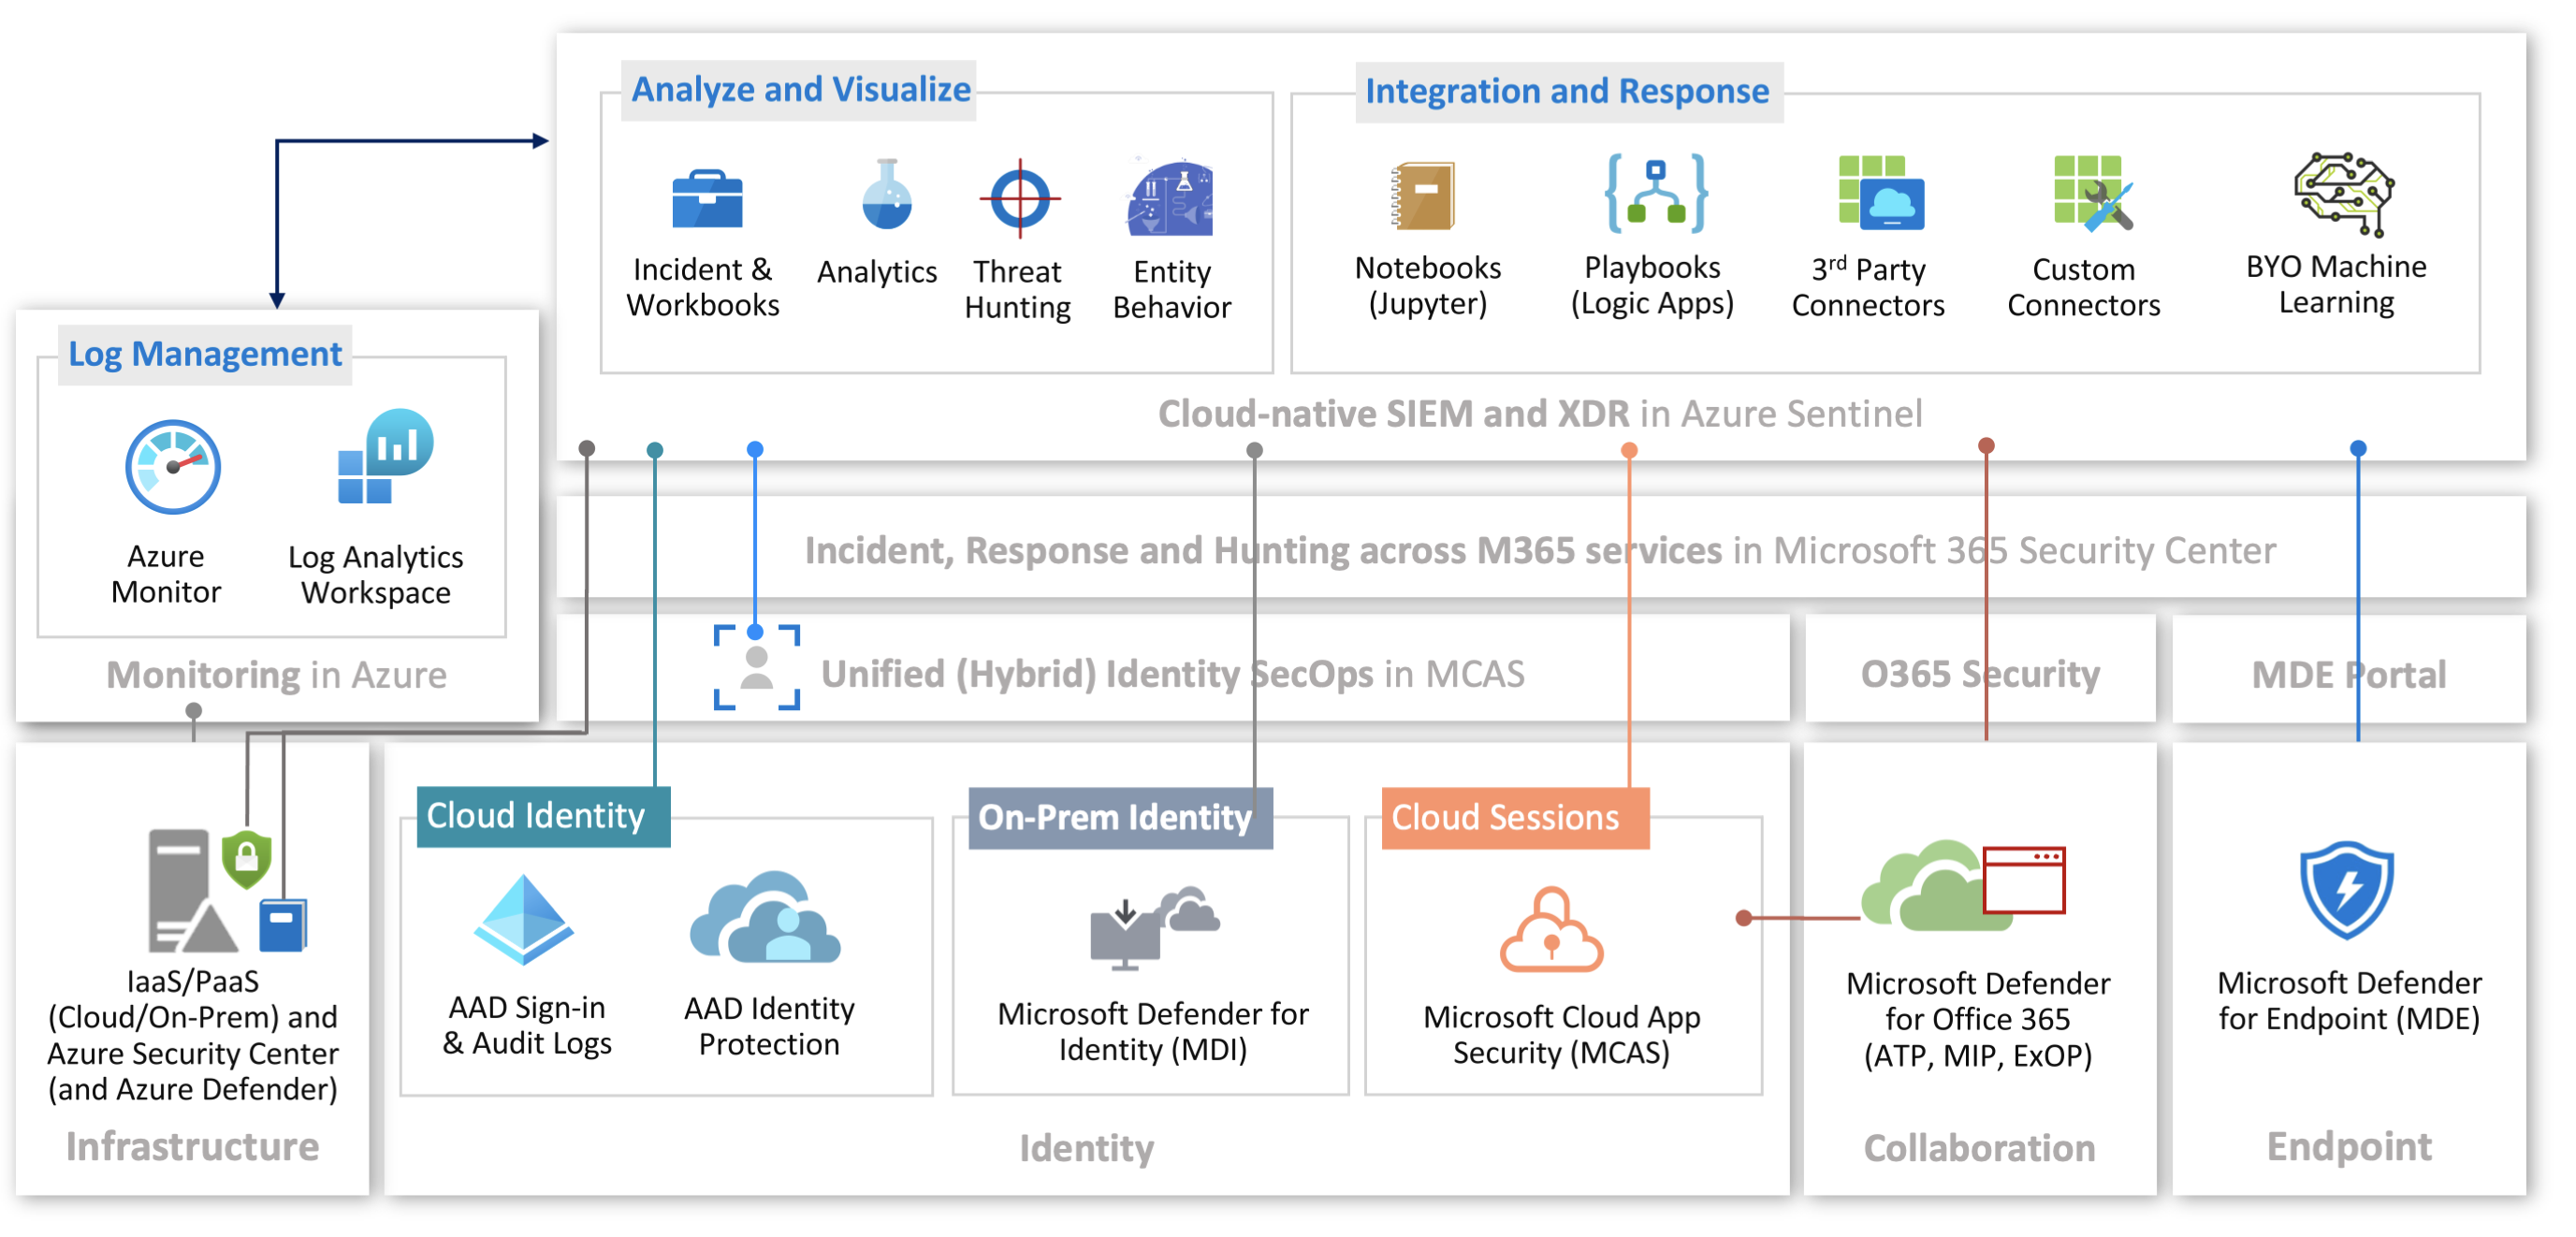 Analyze and Visualize
Incident &
Workbooks
Analytics
Threat
Hunting
Entity
Behavior
Integration and Response
Notebooks
(Jupyter)
Playbooks
(Logic Apps)
3rd Party
Connectors
Custom
Connectors
BYO Machine
Learning
Cloud-native SIEM and XDR in Azure Sentinel
Log Management
Azure
Monitor
Log Analytics
Workspace
Monitoring in Azure
Incident, Response and Hunting across M365 services in Microsoft 365 Security Center
Unified (Hybrid) Identity SecOps in MCAS
O365 Security
MDE Portal
IaaS/PaaS
(Cloud/On-Prem) and
Azure Security Center
(and Azure Defender)
Infrastructure
Cloud Identity
AAD Sign-in
& Audit Logs
AAD Identity
Protection
On-Prem Identity
Microsoft Defender for
Identity (MDI)
Cloud Sessions
Microsoft Cloud App
Security (MCAS)
Identity
Microsoft Defender
for Office 365
(ATP, MIP, ExOP)
Collaboration
Microsoft Defender
for Endpoint (MDE)
Endpoint